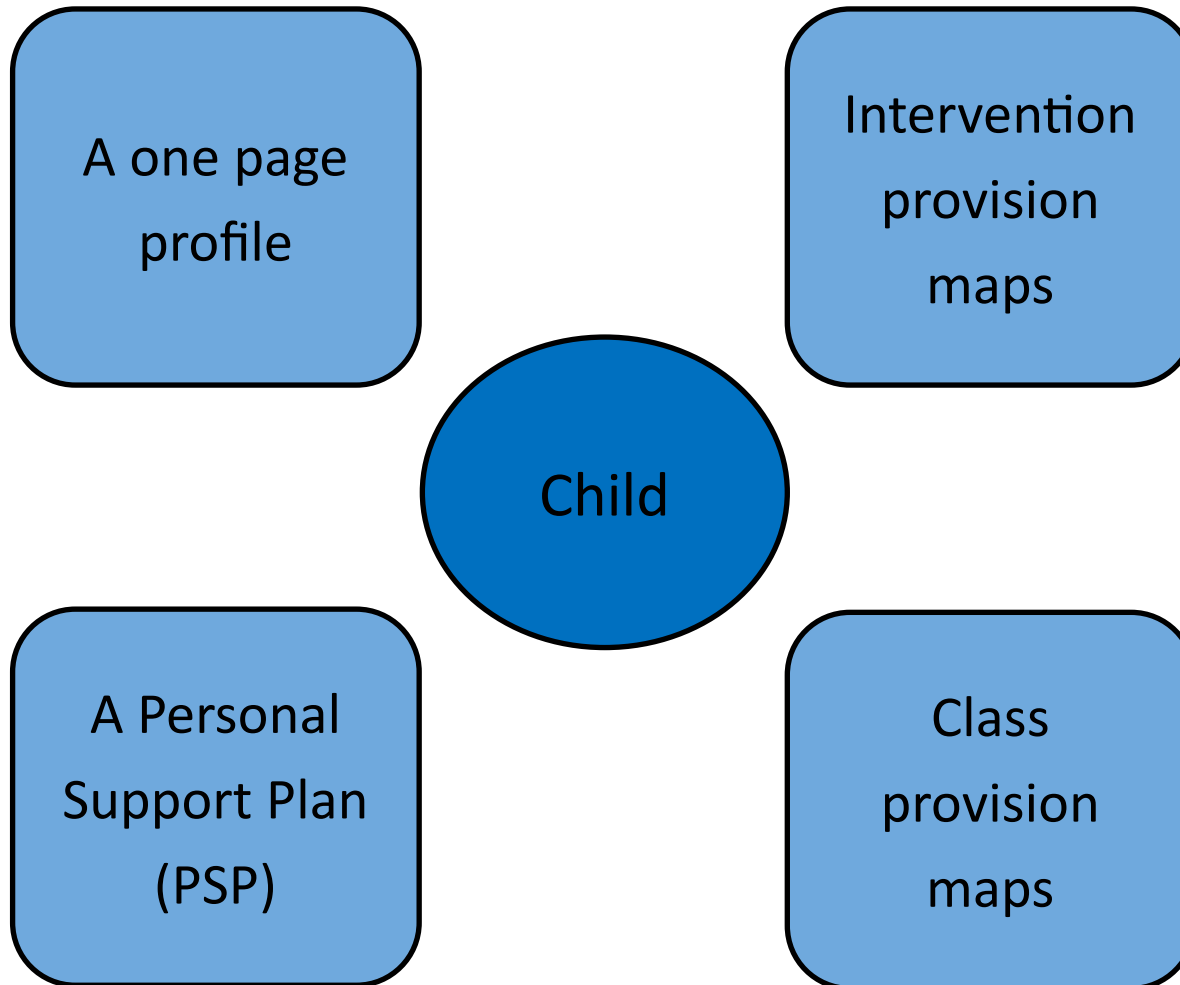 A one page
profile
Intervention
provision
maps
Child
A Personal
Support Plan
(PSP)
Class
provision
maps